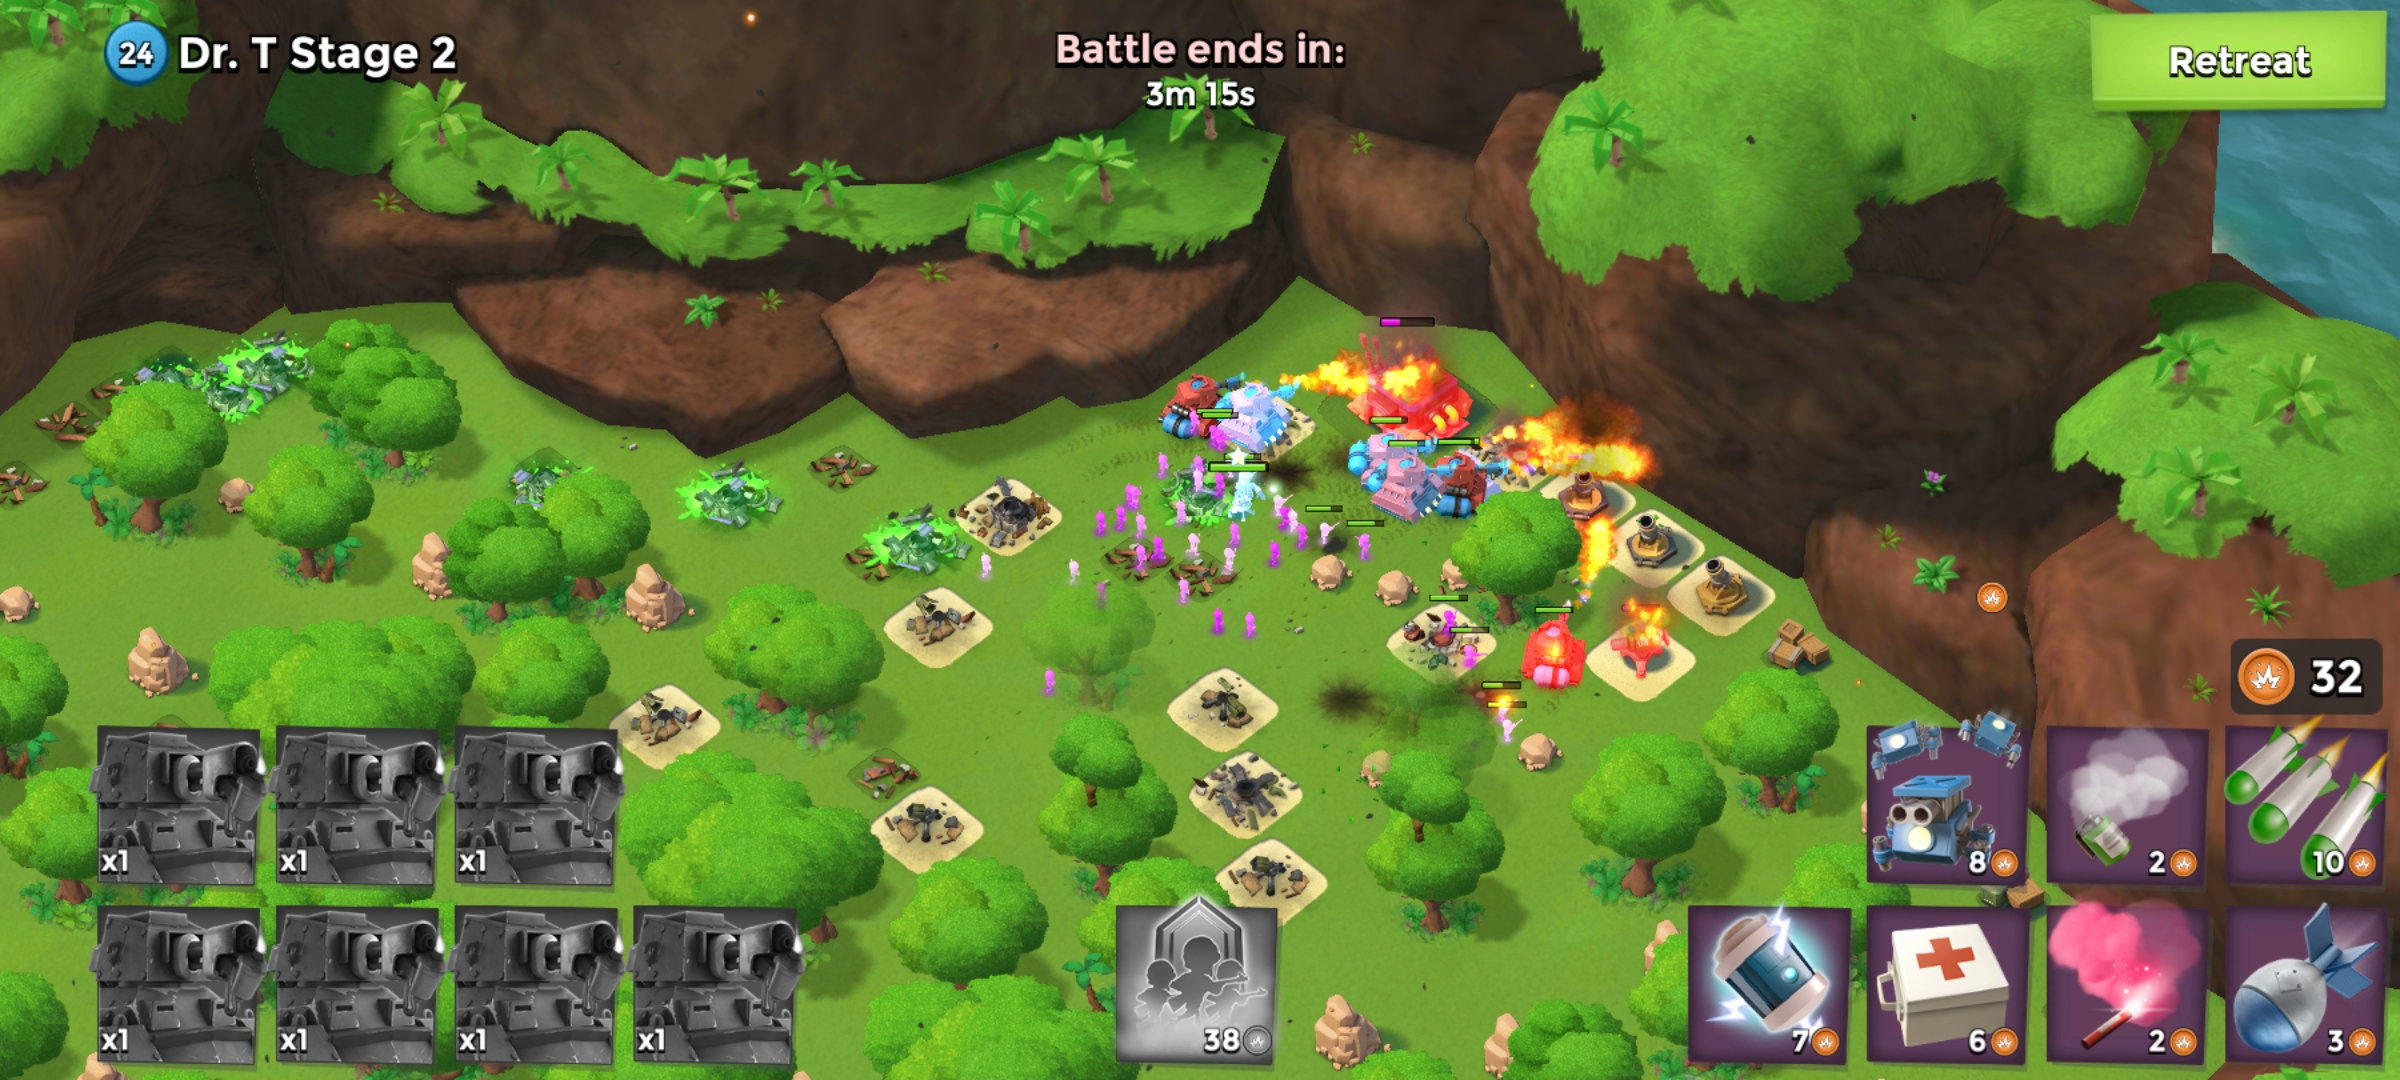 24 Dr. T Stage 2
Battle ends in:
3m 15s
Retreat
32
x1 x1 x1
8 2 10
x1 x1 x1 x1
38
7 6 2 3